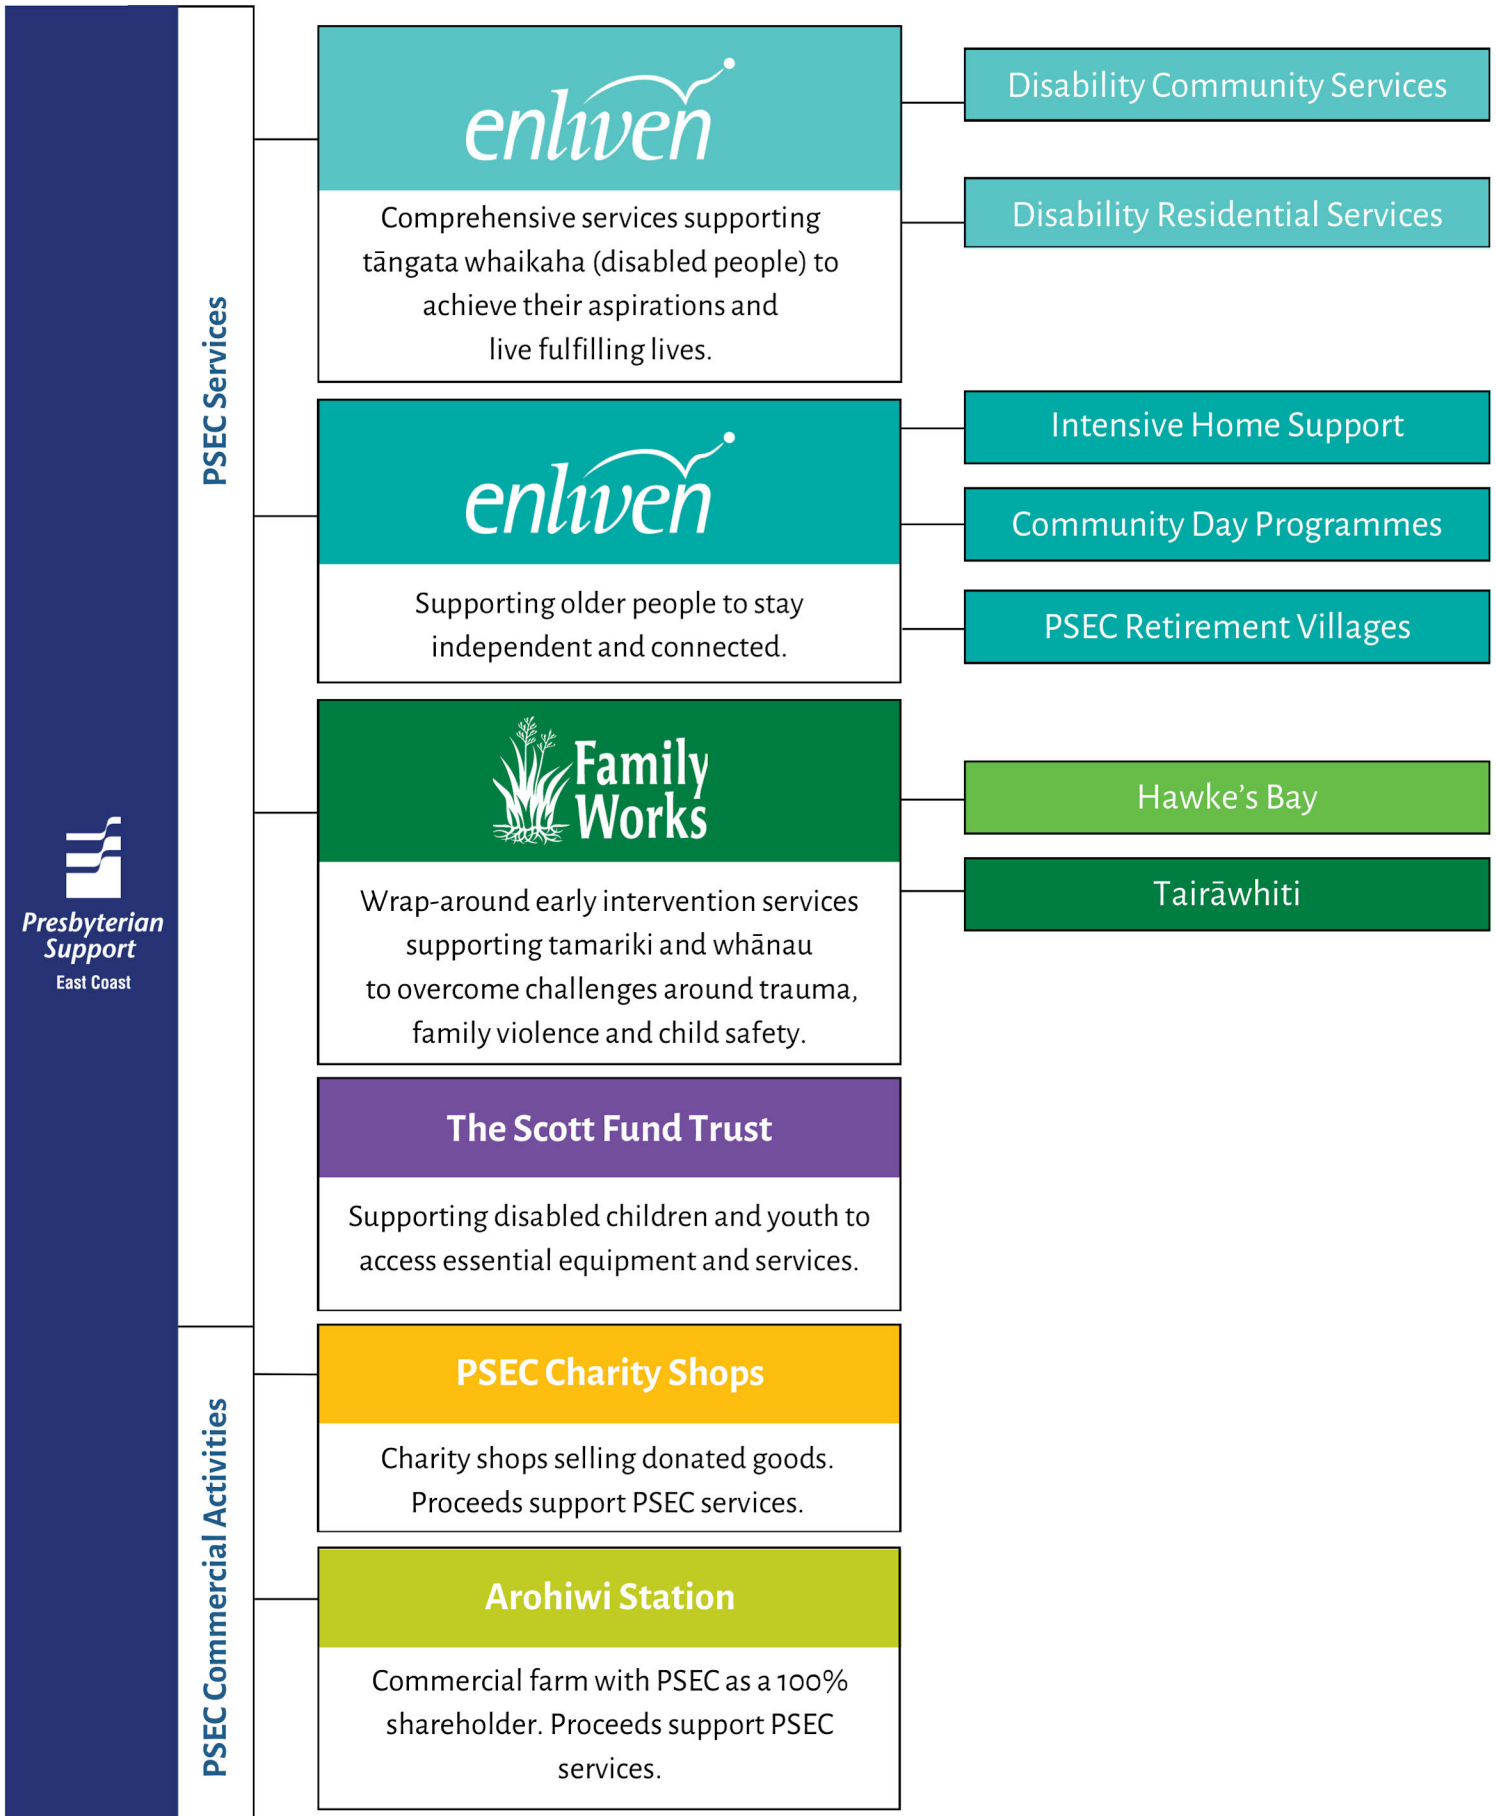 Presbyterian
Support
East Coast
PSEC Services
enliven
Comprehensive services supporting
tāngata whaikaha (disabled people) to
achieve their aspirations and
live fulfilling lives.
Disability Community Services
Disability Residential Services
enliven
Supporting older people to stay
independent and connected.
Intensive Home Support
Community Day Programmes
PSEC Retirement Villages
Family
Works
Wrap-around early intervention services
supporting tamariki and whānau
to overcome challenges around trauma,
family violence and child safety.
Hawke’s Bay
Tairāwhiti
The Scott Fund Trust
Supporting disabled children and youth to
access essential equipment and services.
PSEC Commercial Activities
PSEC Charity Shops
Charity shops selling donated goods.
Proceeds support PSEC services.
Arohiwi Station
Commercial farm with PSEC as a 100%
shareholder. Proceeds support PSEC
services.